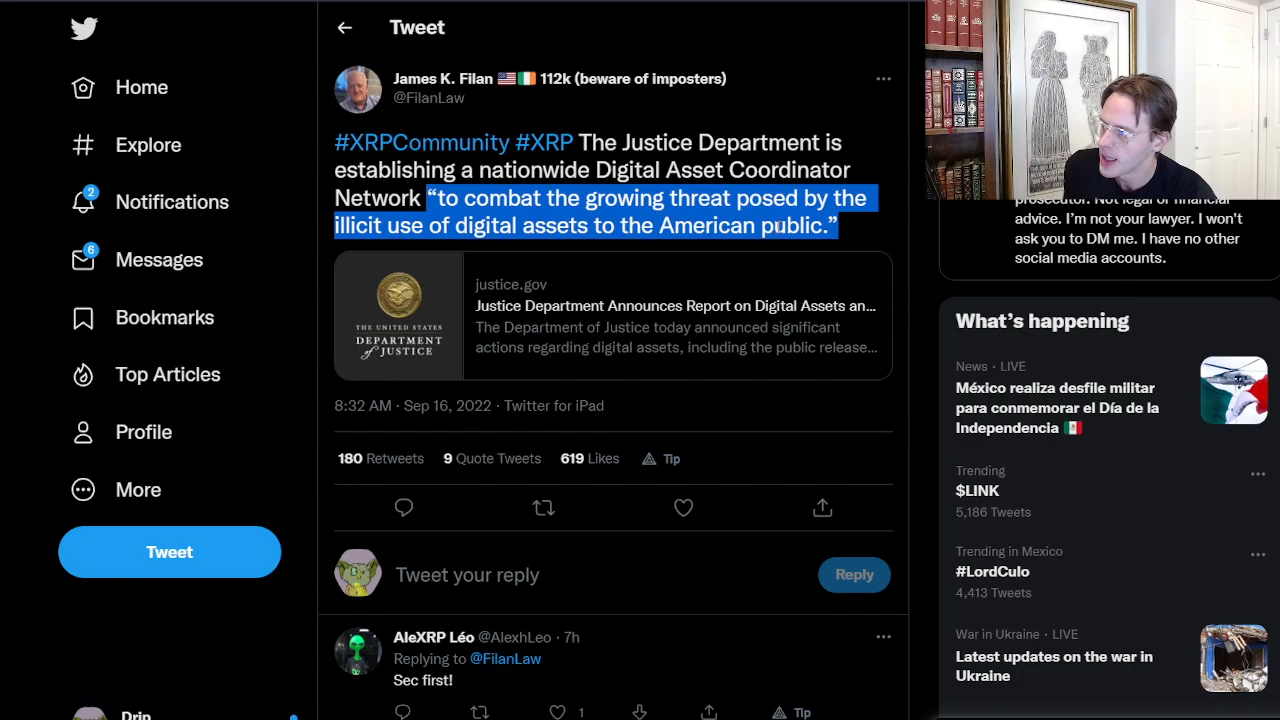 Home
Explore
2
Notifications
6
Messages
Bookmarks
Top Articles
Profile
More
Tweet
Drip
Tweet
James K. Filan 🇺🇸🇮🇪 112k (beware of imposters)
@FilanLaw
#XRPCommunity #XRP The Justice Department is
establishing a nationwide Digital Asset Coordinator
Network “to combat the growing threat posed by the
illicit use of digital assets to the American public.”
THE UNITED STATES
DEPARTMENT
of JUSTICE
justice.gov
Justice Department Announces Report on Digital Assets an...
The Department of Justice today announced significant
actions regarding digital assets, including the public release...
8:32 AM · Sep 16, 2022 · Twitter for iPad
180 Retweets 9 Quote Tweets 619 Likes Tip
Tweet your reply
Reply
AleXRP Léo @AlexhLeo · 7h
Replying to @FilanLaw
Sec first!
1 Tip
prosecutor. Not legal or financial
advice. I’m not your lawyer. I won’t
ask you to DM me. I have no other
social media accounts.
What’s happening
News · LIVE
México realiza desfile militar
para conmemorar el Día de la
Independencia 🇲🇽
Trending
$LINK
5,186 Tweets
Trending in Mexico
#LordCulo
4,413 Tweets
War in Ukraine · LIVE
Latest updates on the war in
Ukraine